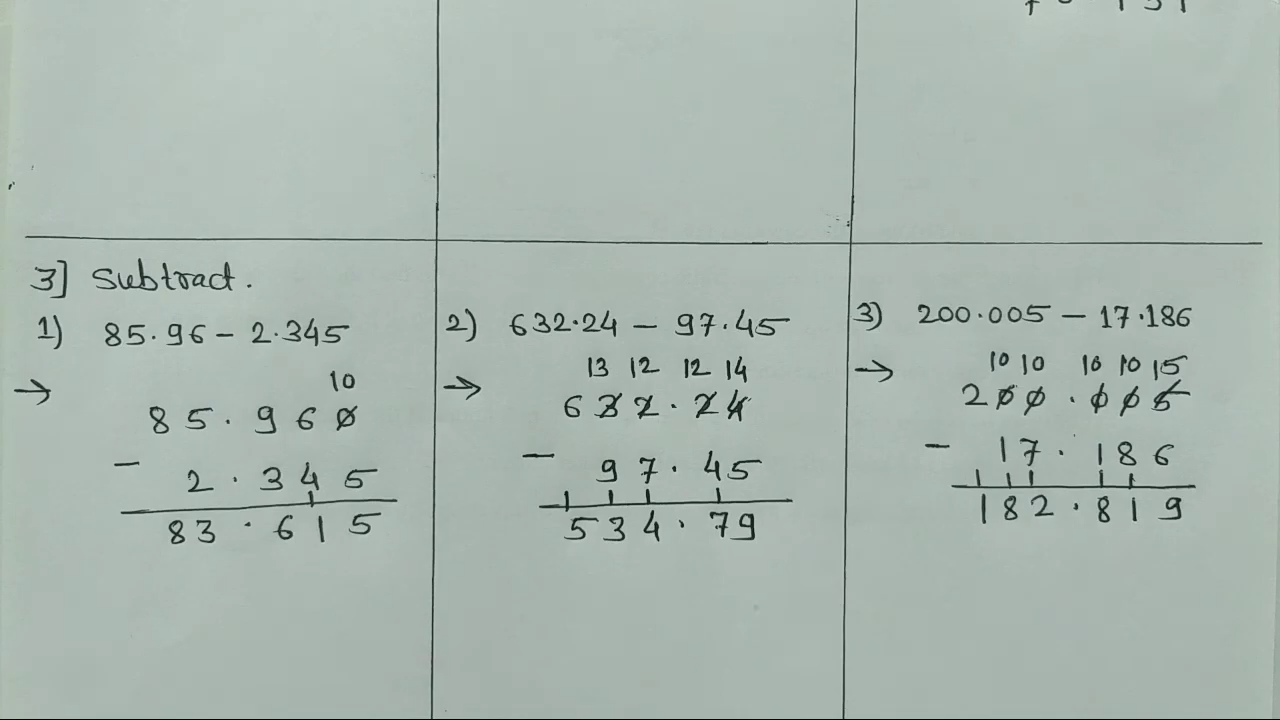 3] Subtract.
1) 85.96 – 2.345
→
10
85.960
– 2.345
83.615
2) 632.24 – 97.45
→
13 12 12 14
632.24
– 97.45
534.79
3) 200.005 – 17.186
→
10 10 10 10 15
200.005
– 17.186
182.819